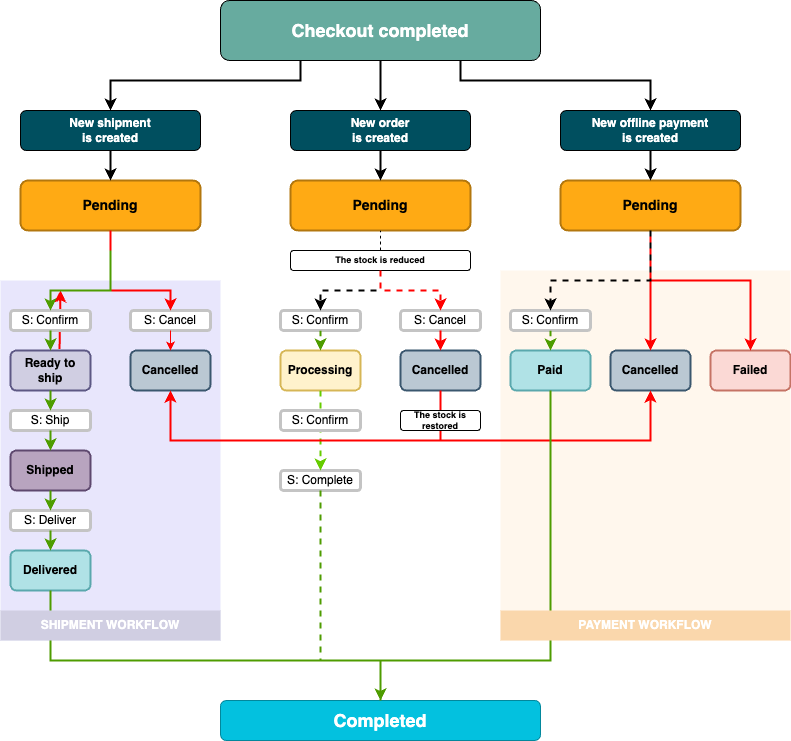 Checkout completed
New shipment
is created
New order
is created
New offline payment
is created
Pending
Pending
Pending
The stock is reduced
S: Confirm
S: Cancel
S: Confirm
S: Cancel
S: Confirm
Ready to
ship
Cancelled
Processing
Cancelled
Paid
Cancelled
Failed
S: Ship
S: Confirm
The stock is
restored
Shipped
S: Complete
S: Deliver
Delivered
SHIPMENT WORKFLOW
PAYMENT WORKFLOW
Completed